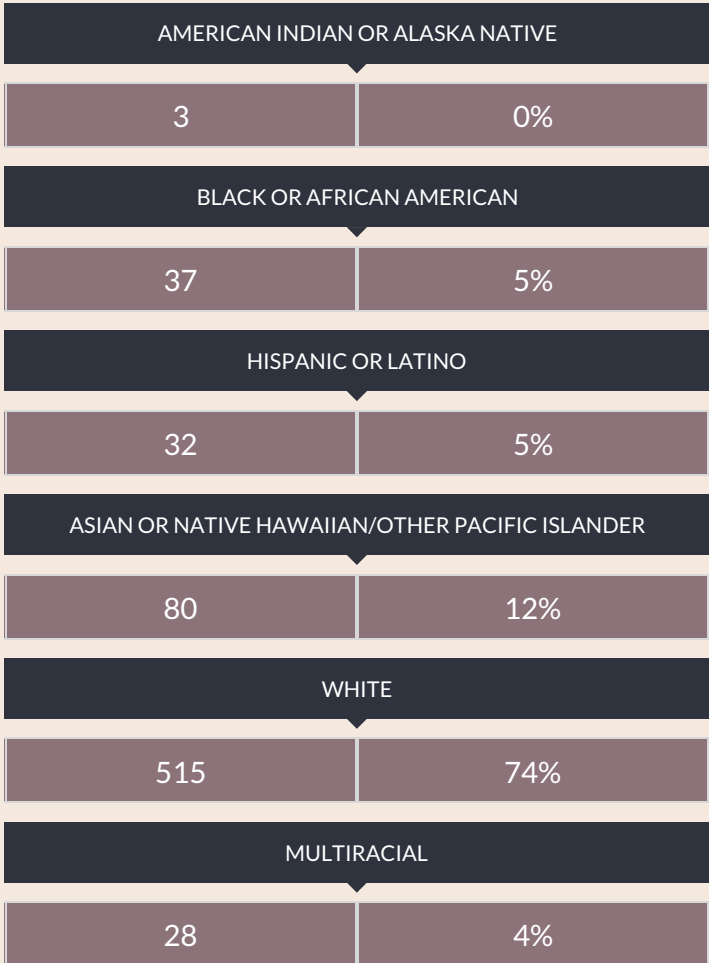 AMERICAN INDIAN OR ALASKA NATIVE
3 0%
BLACK OR AFRICAN AMERICAN
37 5%
HISPANIC OR LATINO
32 5%
ASIAN OR NATIVE HAWAIIAN/OTHER PACIFIC ISLANDER
80 12%
WHITE
515 74%
MULTIRACIAL
28 4%